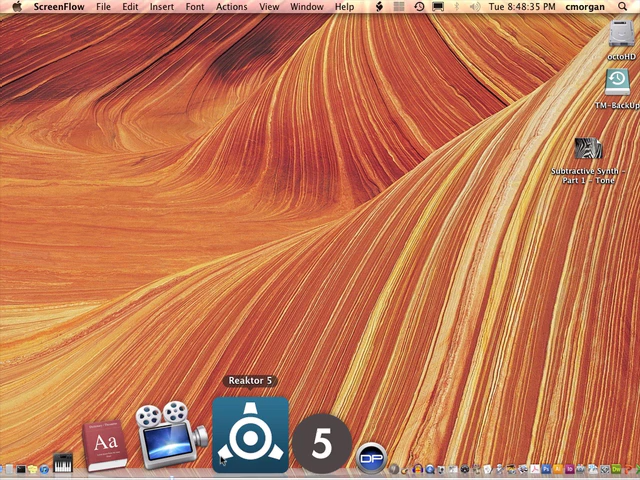 ScreenFlow File Edit Insert Font Actions View Window Help Tue 8:48:35 PM cmorgan
octoHD
TM-BackUp
Subtractive Synth -
Part 1 - Tone
Reaktor 5
Aa
5
DP